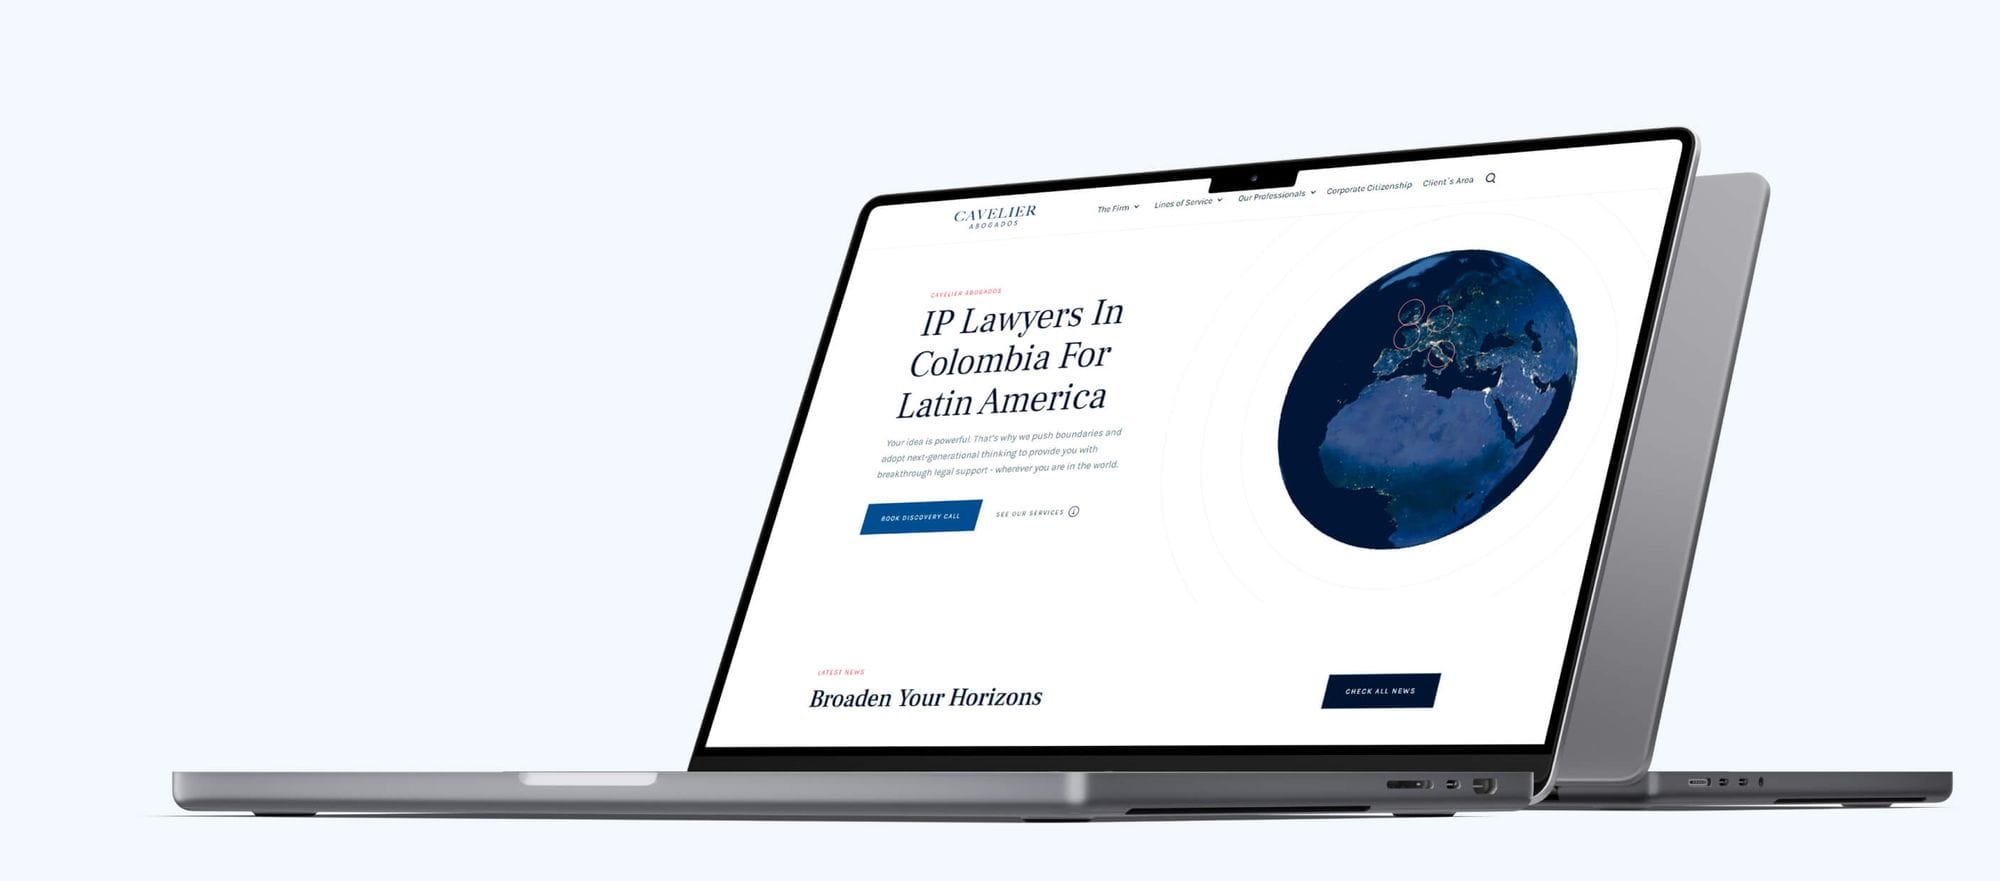 CAVELIER
ABOGADOS
The Firm
Lines of Service
Our Professionals
Corporate Citizenship
Client´s Area
CAVELIER ABOGADOS
IP Lawyers In
Colombia For
Latin America
Your idea is powerful. That's why we push boundaries and
adopt next-generational thinking to provide you with
breakthrough legal support - wherever you are in the world.
BOOK DISCOVERY CALL
SEE OUR SERVICES
LATEST NEWS
Broaden Your Horizons
CHECK ALL NEWS